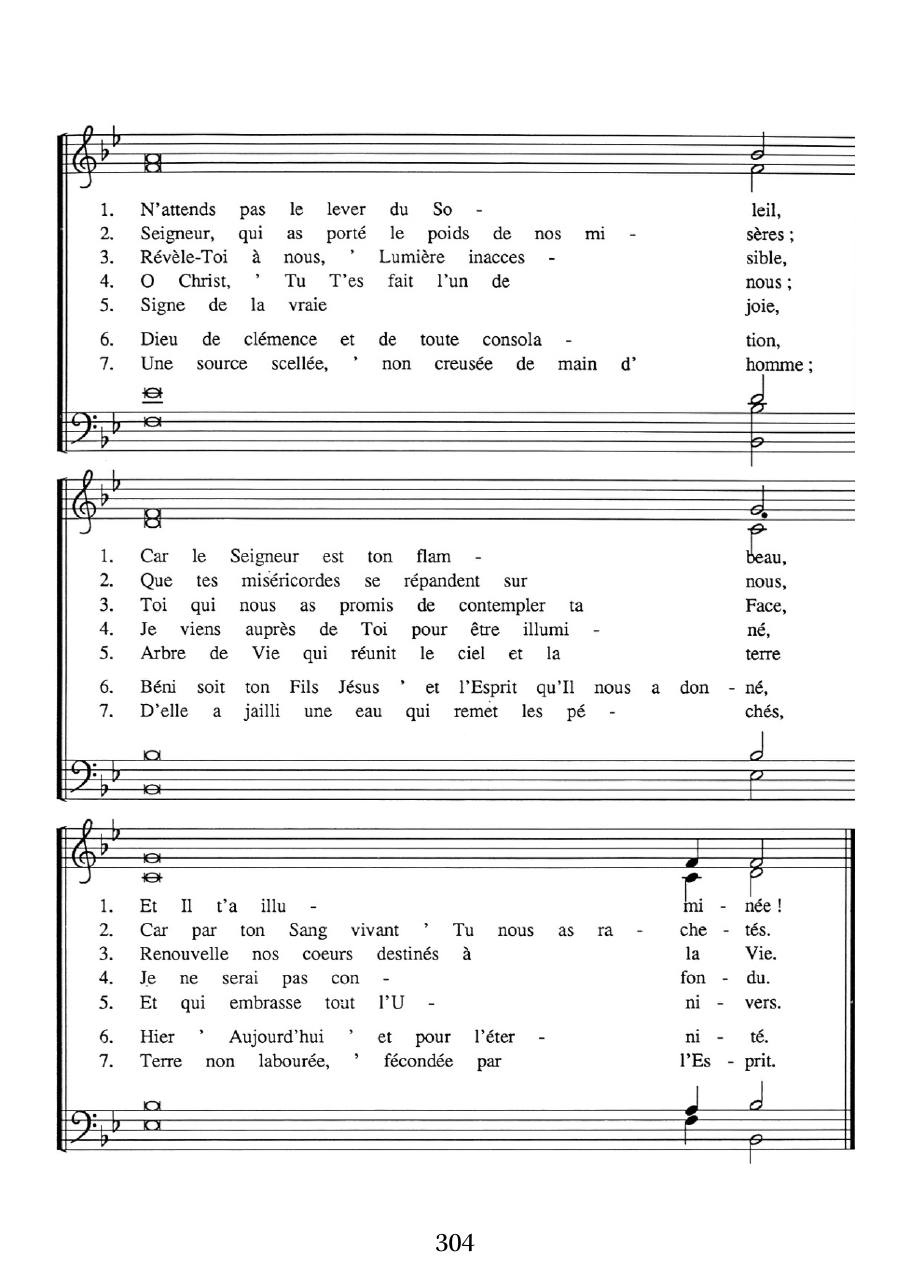 1. N'attends pas le lever du So - leil,
2. Seigneur, qui as porté le poids de nos mi - sères ;
3. Révèle-Toi à nous, ' Lumière inacces - sible,
4. O Christ, ' Tu T'es fait l'un de nous ;
5. Signe de la vraie joie,
6. Dieu de clémence et de toute consola - tion,
7. Une source scellée, ' non creusée de main d' homme ;
1. Car le Seigneur est ton flam - beau,
2. Que tes miséricordes se répandent sur nous,
3. Toi qui nous as promis de contempler ta Face,
4. Je viens auprès de Toi pour être illumi - né,
5. Arbre de Vie qui réunit le ciel et la terre
6. Béni soit ton Fils Jésus ' et l'Esprit qu'Il nous a don - né,
7. D'elle a jailli une eau qui remet les pé - chés,
1. Et Il t'a illu - mi - née !
2. Car par ton Sang vivant ' Tu nous as ra - che - tés.
3. Renouvelle nos coeurs destinés à la Vie.
4. Je ne serai pas con - fon - du.
5. Et qui embrasse tout l'U - ni - vers.
6. Hier ' Aujourd'hui ' et pour l'éter - ni - té.
7. Terre non labourée, ' fécondée par l'Es - prit.
304